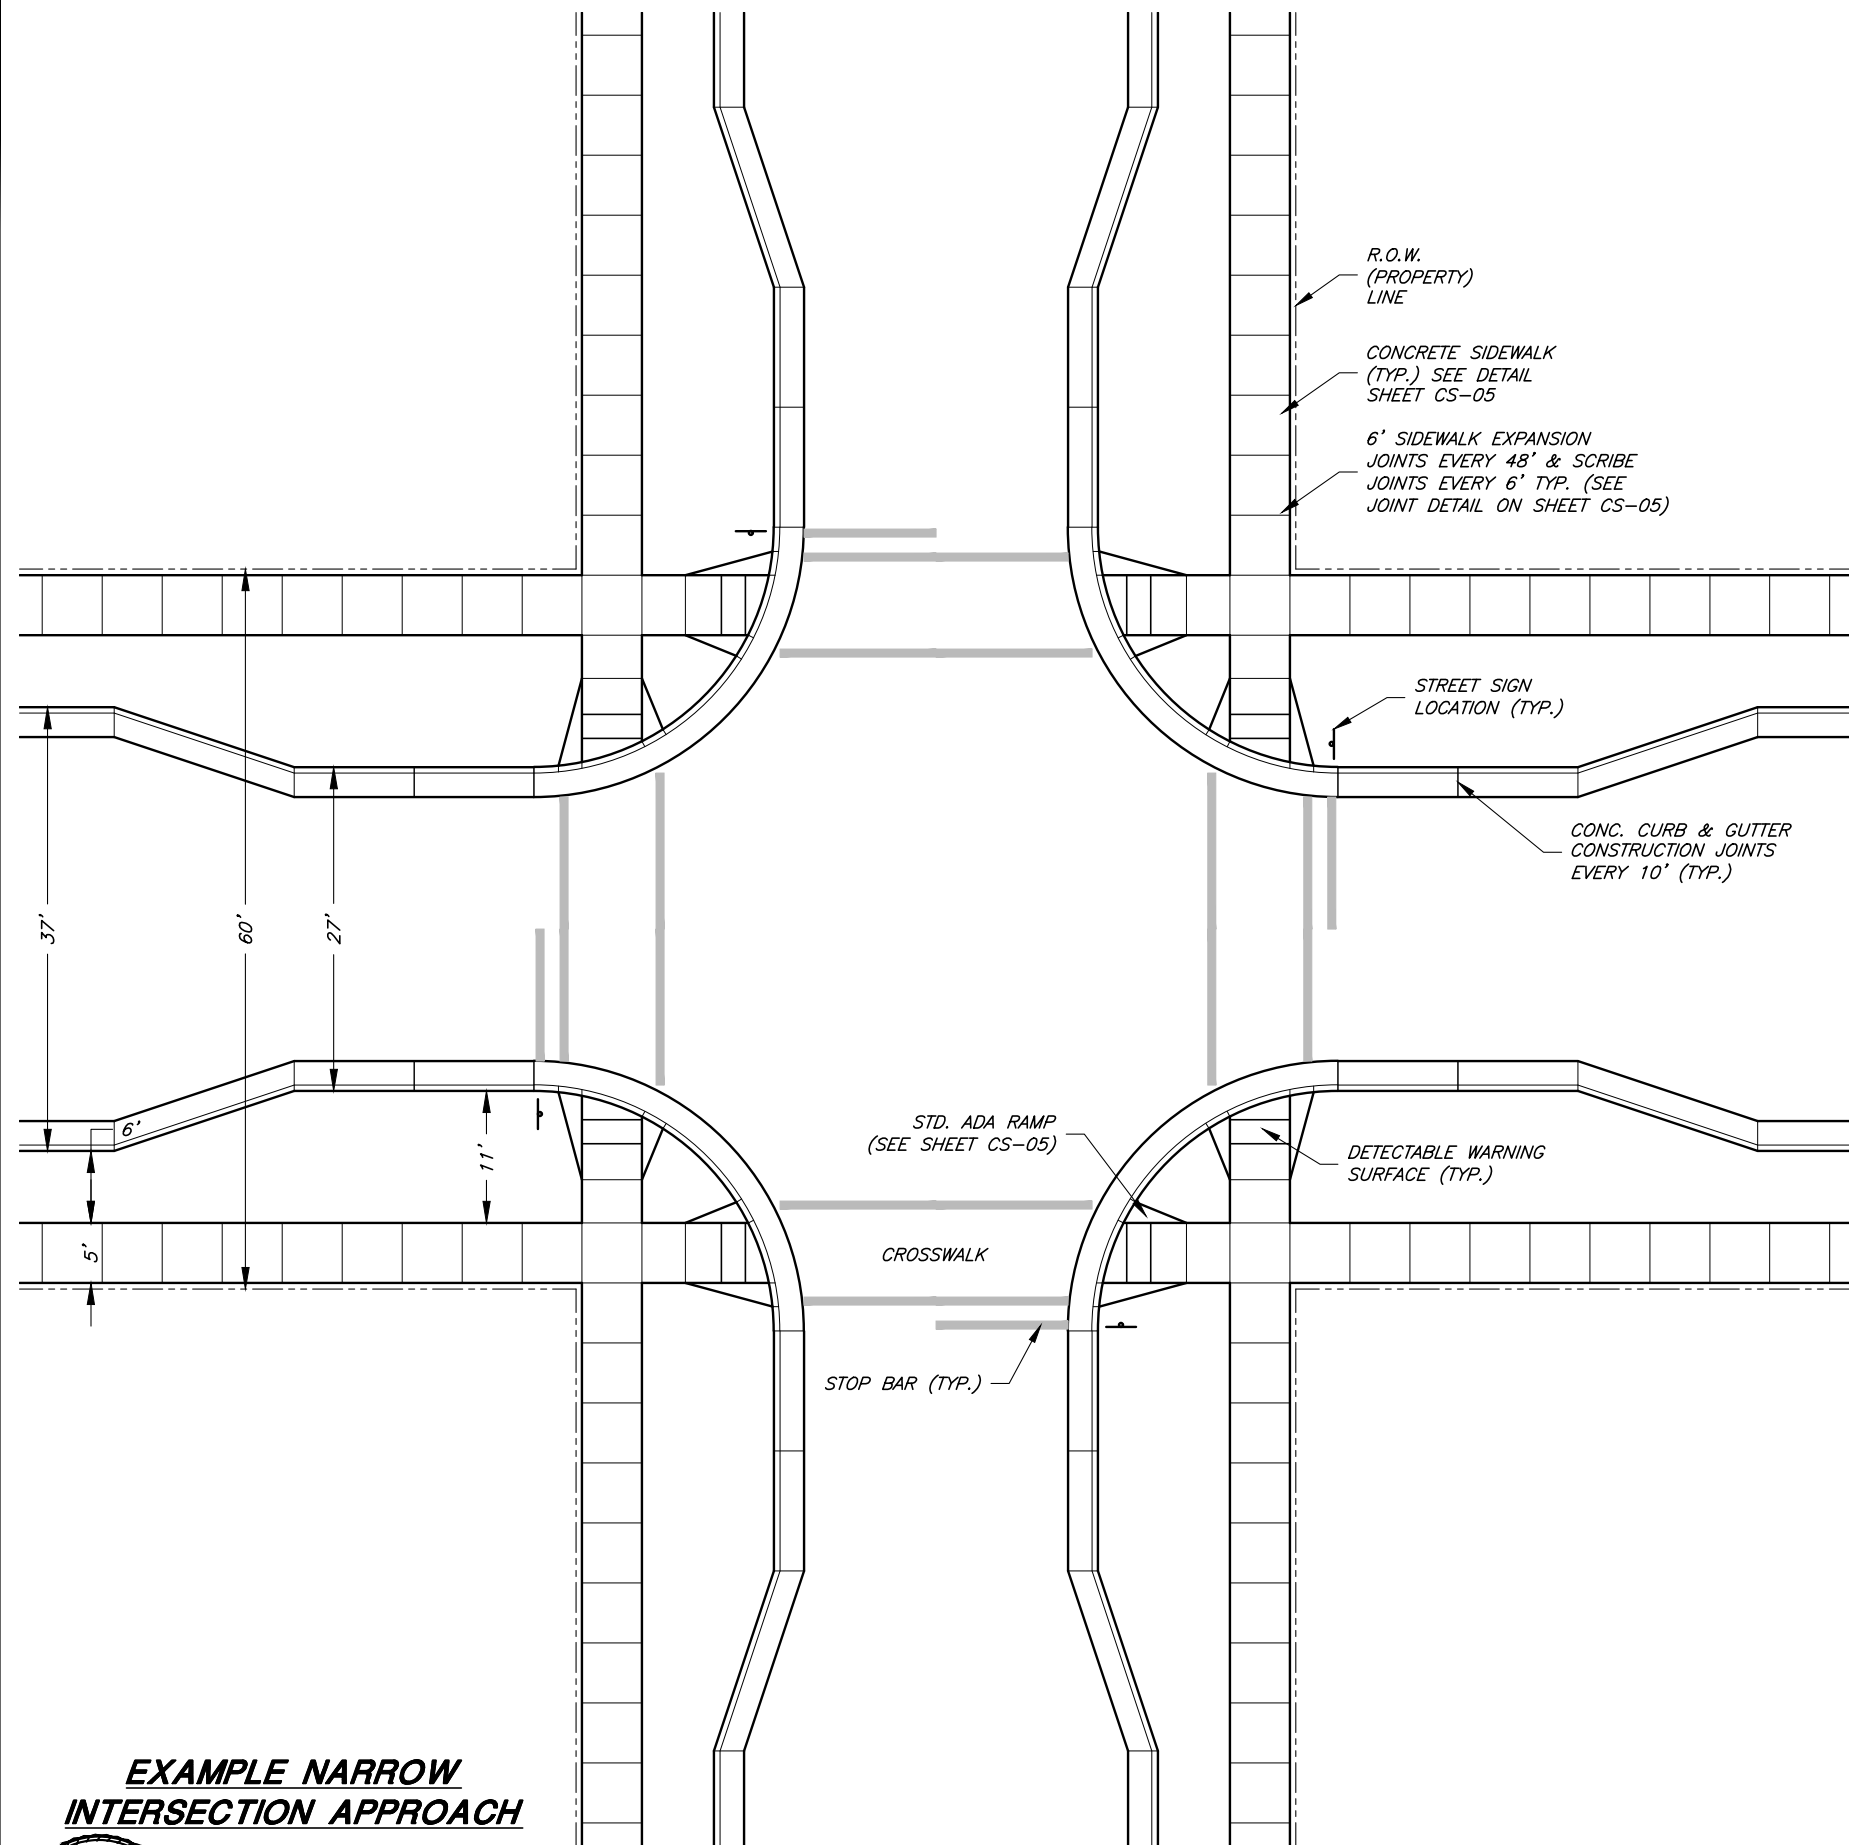 R.O.W.
(PROPERTY)
LINE
CONCRETE SIDEWALK
(TYP.) SEE DETAIL
SHEET CS-05
6' SIDEWALK EXPANSION
JOINTS EVERY 48' & SCRIBE
JOINTS EVERY 6' TYP. (SEE
JOINT DETAIL ON SHEET CS-05)
STREET SIGN
LOCATION (TYP.)
CONC. CURB & GUTTER
CONSTRUCTION JOINTS
EVERY 10' (TYP.)
37'
60'
27'
6'
11'
5'
STD. ADA RAMP
(SEE SHEET CS-05)
DETECTABLE WARNING
SURFACE (TYP.)
CROSSWALK
STOP BAR (TYP.)
EXAMPLE NARROW
INTERSECTION APPROACH